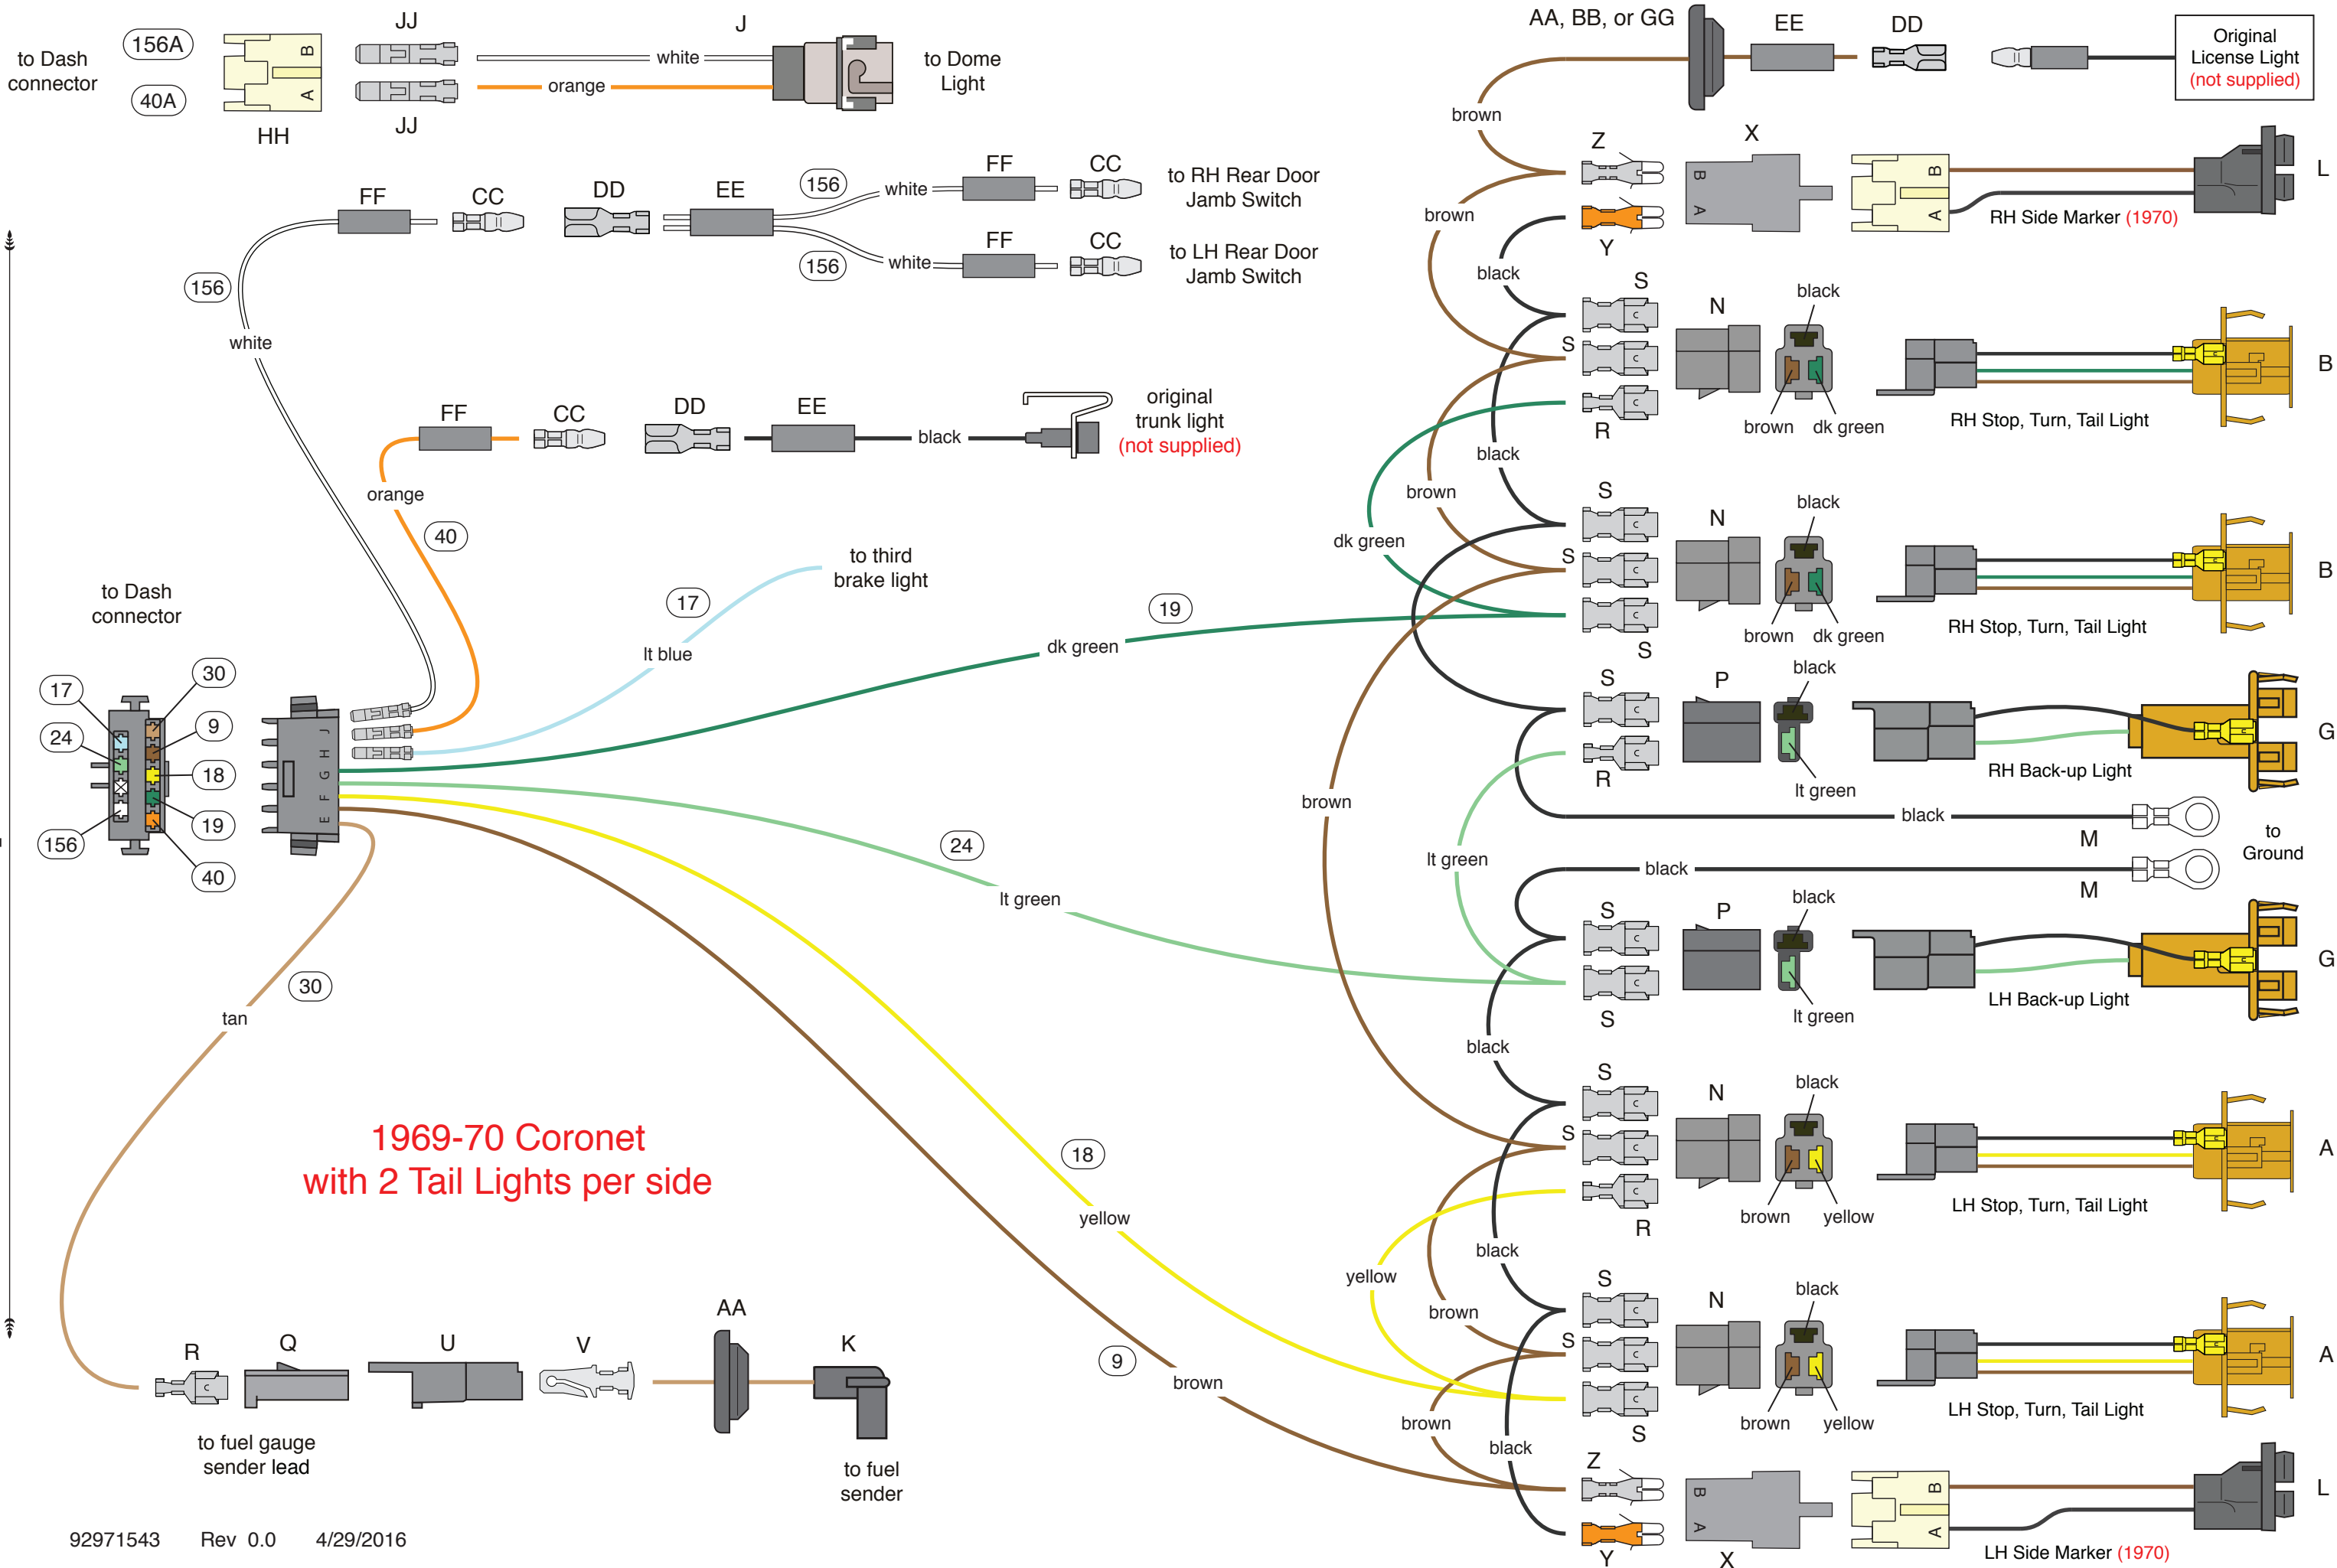 to Dash
connector
156A
40A
B
A
HH
JJ
JJ
white
orange
J
to Dome
Light
FF
CC
DD
EE
156
156
white
white
FF
CC
FF
CC
to RH Rear Door
Jamb Switch
to LH Rear Door
Jamb Switch
156
white
FF
CC
DD
EE
black
original
trunk light
(not supplied)
orange
40
to third
brake light
17
lt blue
19
dk green
to Dash
connector
17
24
156
30
9
18
19
40
J
H
G
F
E
24
lt green
30
tan
18
yellow
9
brown
1969-70 Coronet
with 2 Tail Lights per side
R
Q
U
V
AA
K
to fuel gauge
sender lead
to fuel
sender
92971543 Rev 0.0 4/29/2016
AA, BB, or GG
EE
DD
Original
License Light
(not supplied)
brown
Z
X
B
A
B
A
L
RH Side Marker (1970)
Y
brown
black
S
S
R
N
black
brown
dk green
RH Stop, Turn, Tail Light
B
black
brown
dk green
S
S
S
N
black
brown
dk green
RH Stop, Turn, Tail Light
B
S
R
P
black
lt green
RH Back-up Light
G
brown
lt green
black
M
to
Ground
black
M
S
S
P
black
lt green
LH Back-up Light
G
black
S
S
R
N
black
brown
yellow
LH Stop, Turn, Tail Light
A
black
yellow
brown
S
S
S
N
black
brown
yellow
LH Stop, Turn, Tail Light
A
brown
black
Z
Y
B
A
X
B
A
L
LH Side Marker (1970)